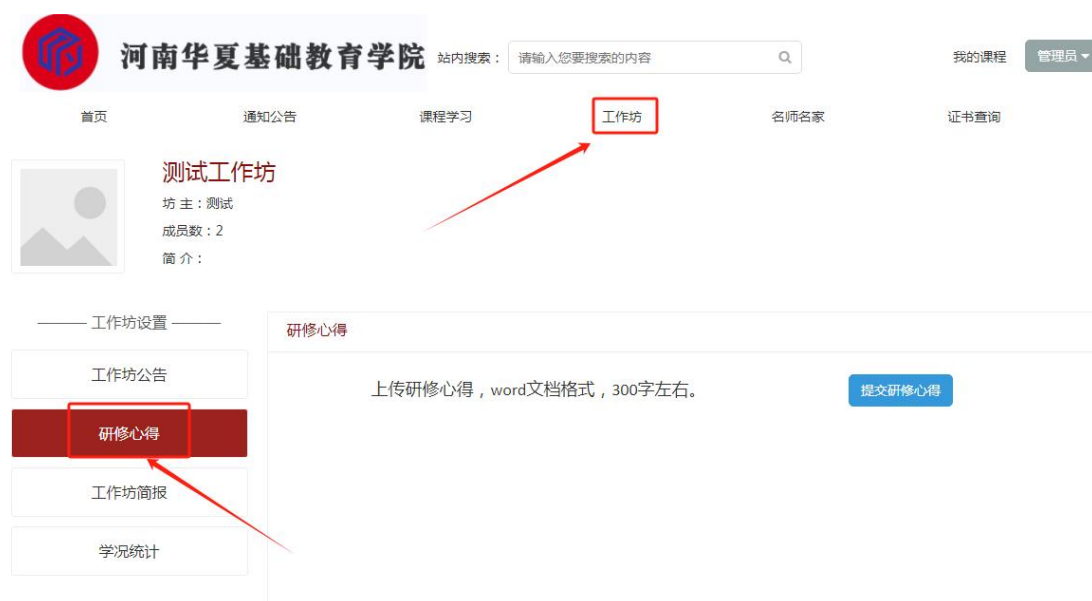 河南华夏基础教育学院 站内搜索： 请输入您要搜索的内容 我的课程 管理员
首页 通知公告 课程学习 工作坊 名师名家 证书查询
测试工作坊
坊 主：测试
成员数：2
简 介：
工作坊设置
研修心得
工作坊公告
上传研修心得，word文档格式，300字左右。 提交研修心得
研修心得
工作坊简报
学况统计